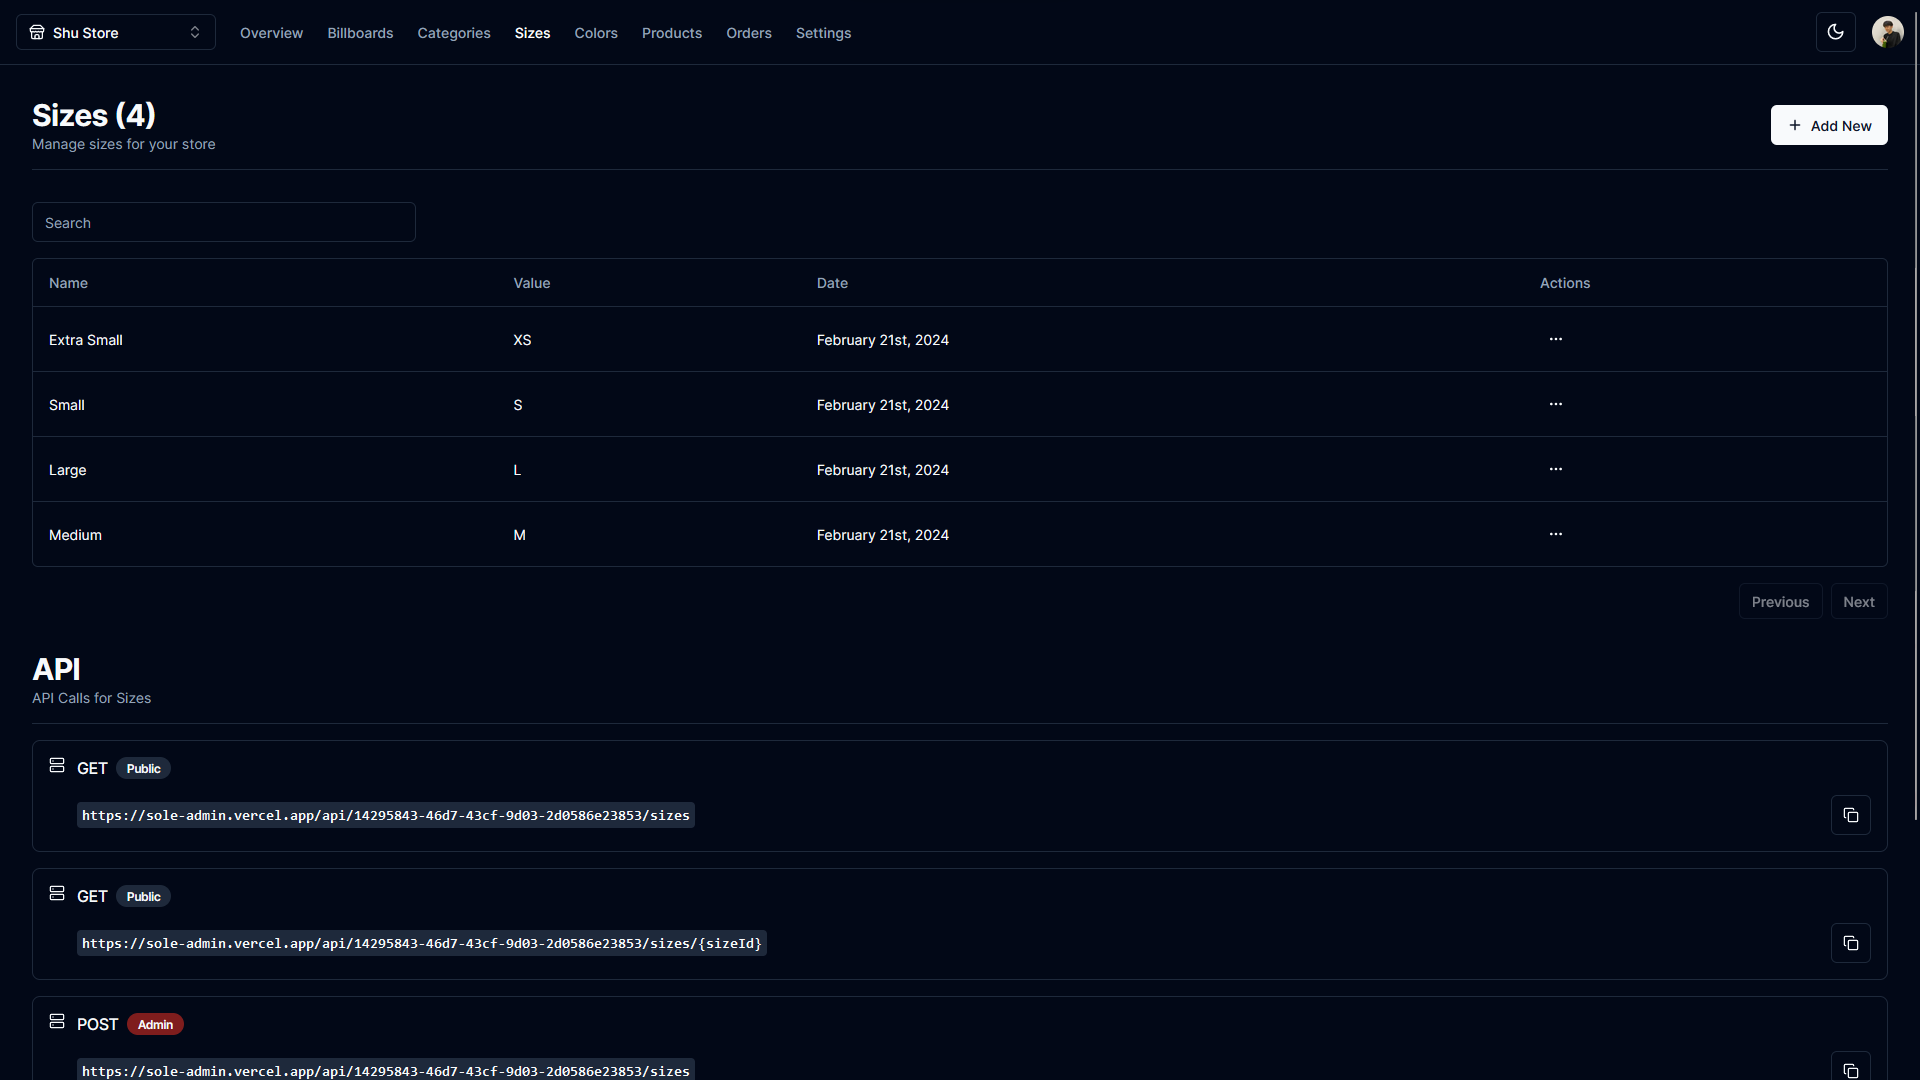 Shu Store Overview Billboards Categories Sizes Colors Products Orders Settings
Sizes (4)
Manage sizes for your store
+ Add New
Search
Name Value Date Actions
Extra Small XS February 21st, 2024 ...
Small S February 21st, 2024 ...
Large L February 21st, 2024 ...
Medium M February 21st, 2024 ...
Previous Next
API
API Calls for Sizes
GET Public
https://sole-admin.vercel.app/api/14295843-46d7-43cf-9d03-2d0586e23853/sizes
GET Public
https://sole-admin.vercel.app/api/14295843-46d7-43cf-9d03-2d0586e23853/sizes/{sizeId}
POST Admin
https://sole-admin.vercel.app/api/14295843-46d7-43cf-9d03-2d0586e23853/sizes